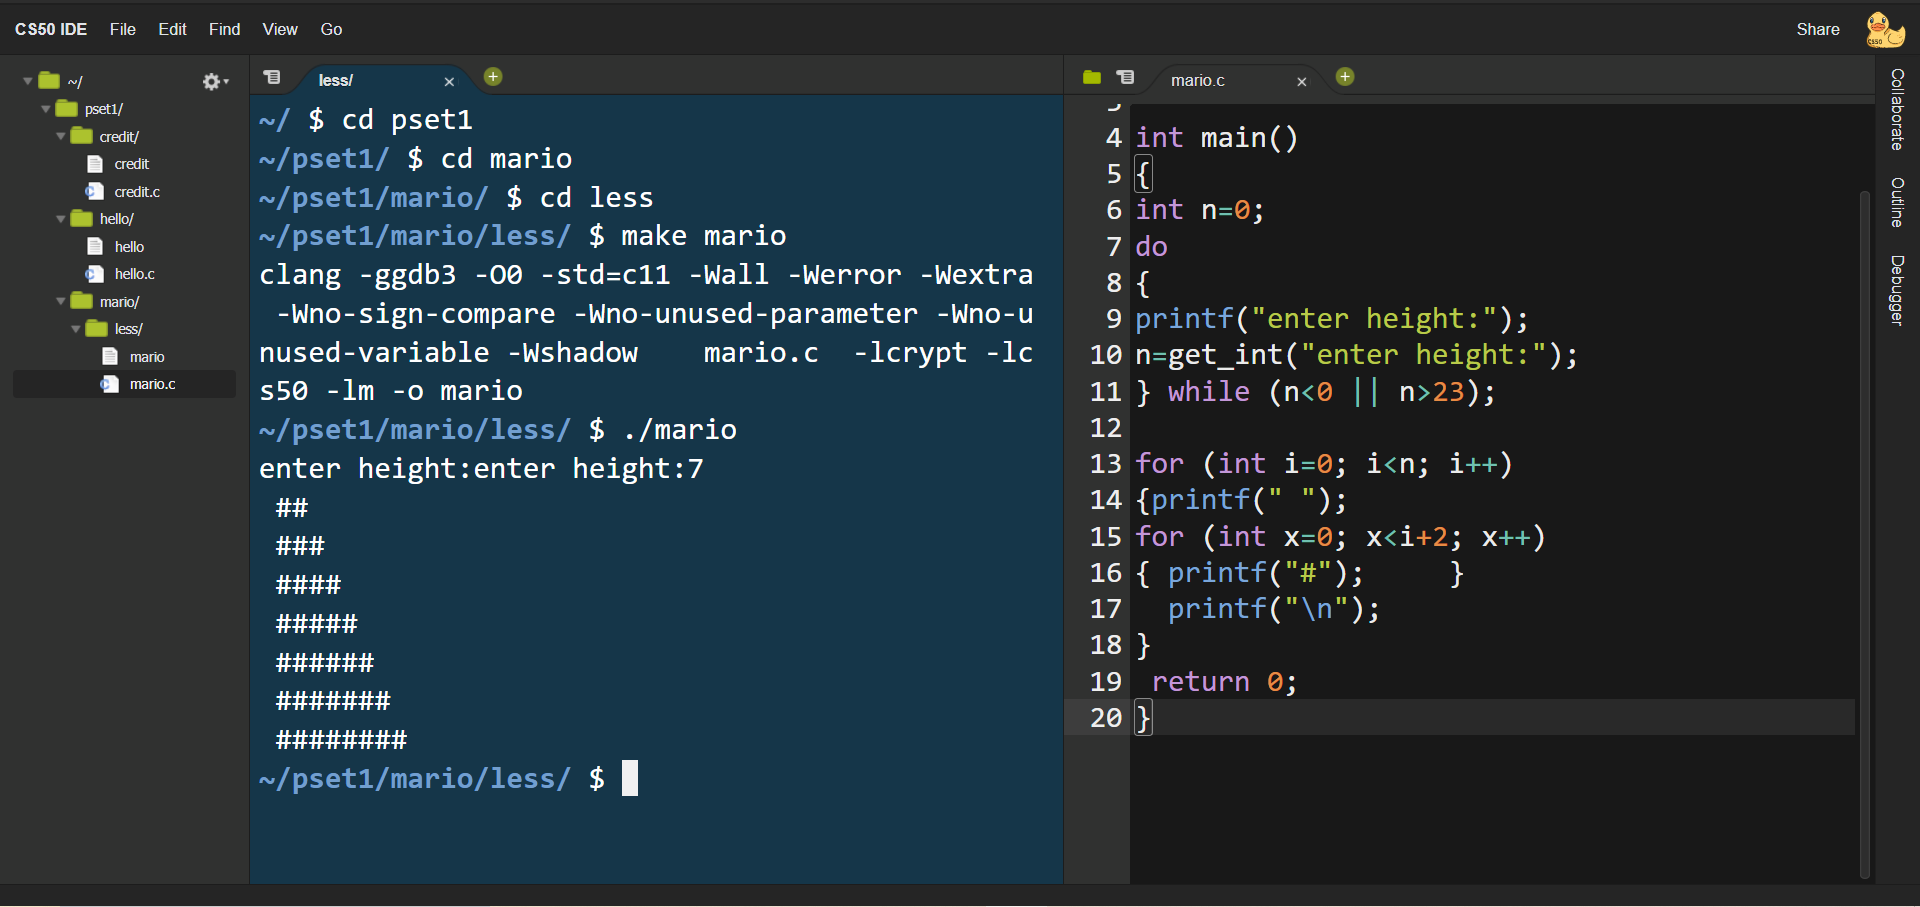 CS50 IDE File Edit Find View Go Share
~/
pset1/
credit/
credit
credit.c
hello/
hello
hello.c
mario/
less/
mario
mario.c
less/
~/ $ cd pset1
~/pset1/ $ cd mario
~/pset1/mario/ $ cd less
~/pset1/mario/less/ $ make mario
clang -ggdb3 -O0 -std=c11 -Wall -Werror -Wextra
 -Wno-sign-compare -Wno-unused-parameter -Wno-u
nused-variable -Wshadow    mario.c  -lcrypt -lc
s50 -lm -o mario
~/pset1/mario/less/ $ ./mario
enter height:enter height:7
 ##
 ###
 ####
 #####
 ######
 #######
 ########
~/pset1/mario/less/ $
mario.c
4 int main()
5 {
6 int n=0;
7 do
8 {
9 printf("enter height:");
10 n=get_int("enter height:");
11 } while (n<0 || n>23);
12
13 for (int i=0; i<n; i++)
14 {printf(" ");
15 for (int x=0; x<i+2; x++)
16 { printf("#");     }
17   printf("\n");
18 }
19  return 0;
20 }
Collaborate
Outline
Debugger
CS50